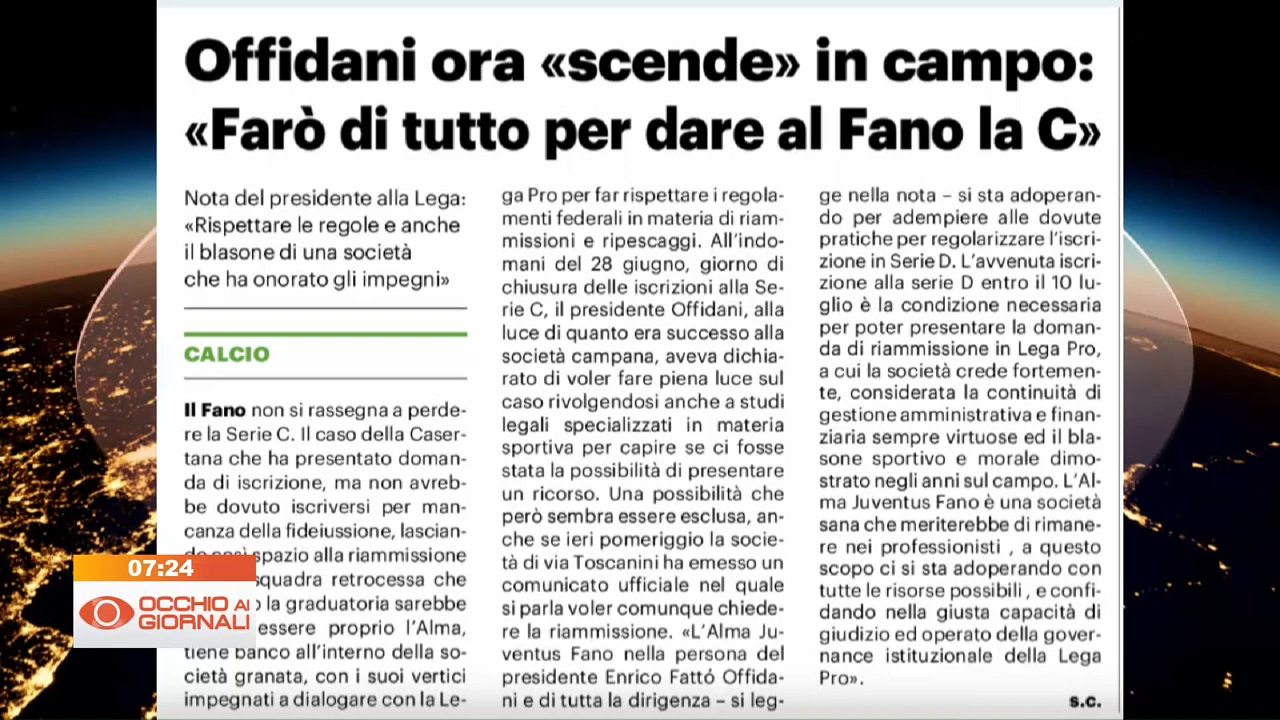 Offidani ora «scende» in campo:
«Farò di tutto per dare al Fano la C»
Nota del presidente alla Lega:
«Rispettare le regole e anche
il blasone di una società
che ha onorato gli impegni»
CALCIO
Il Fano non si rassegna a perde-
re la Serie C. Il caso della Caser-
tana che ha presentato doman-
da di iscrizione, ma non avreb-
be dovuto iscriversi per man-
canza della fideiussione, lascian-
spazio alla riammissione
squadra retrocessa che
la graduatoria sarebbe
essere proprio l'Alma,
tiene banco all'interno della so-
cietà granata, con i suoi vertici
impegnati a dialogare con la Le-
ga Pro per far rispettare i regola-
menti federali in materia di riam-
missioni e ripescaggi. All'indo-
mani del 28 giugno, giorno di
chiusura delle iscrizioni alla Se-
rie C, il presidente Offidani, alla
luce di quanto era successo alla
società campana, aveva dichia-
rato di voler fare piena luce sul
caso rivolgendosi anche a studi
legali specializzati in materia
sportiva per capire se ci fosse
stata la possibilità di presentare
un ricorso. Una possibilità che
però sembra essere esclusa, an-
che se ieri pomeriggio la socie-
tà di via Toscanini ha emesso un
comunicato ufficiale nel quale
si parla voler comunque chiede-
re la riammissione. «L'Alma Ju-
ventus Fano nella persona del
presidente Enrico Fattó Offida-
ni e di tutta la dirigenza – si leg-
ge nella nota – si sta adoperan-
do per adempiere alle dovute
pratiche per regolarizzare l'iscri-
zione in Serie D. L'avvenuta iscri-
zione alla serie D entro il 10 lu-
glio è la condizione necessaria
per poter presentare la doman-
da di riammissione in Lega Pro,
a cui la società crede fortemen-
te, considerata la continuità di
gestione amministrativa e finan-
ziaria sempre virtuose ed il bla-
sone sportivo e morale dimo-
strato negli anni sul campo. L'Al-
ma Juventus Fano è una società
sana che meriterebbe di rimane-
re nei professionisti , a questo
scopo ci si sta adoperando con
tutte le risorse possibili , e confi-
dando nella giusta capacità di
giudizio ed operato della gover-
nance istituzionale della Lega
Pro».
s.c.
07:24
OCCHIO AI
GIORNALI